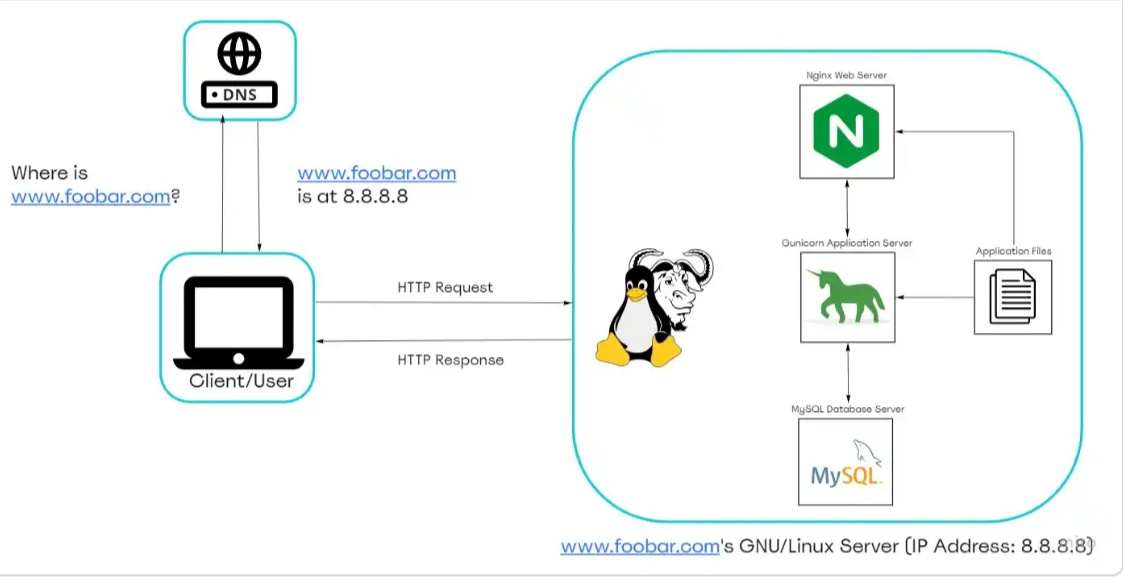 DNS
Where is
www.foobar.com?
www.foobar.com
is at 8.8.8.8
Client/User
HTTP Request
HTTP Response
Nginx Web Server
N
Gunicorn Application Server
Application Files
MySQL Database Server
MySQL
www.foobar.com's GNU/Linux Server (IP Address: 8.8.8.8)